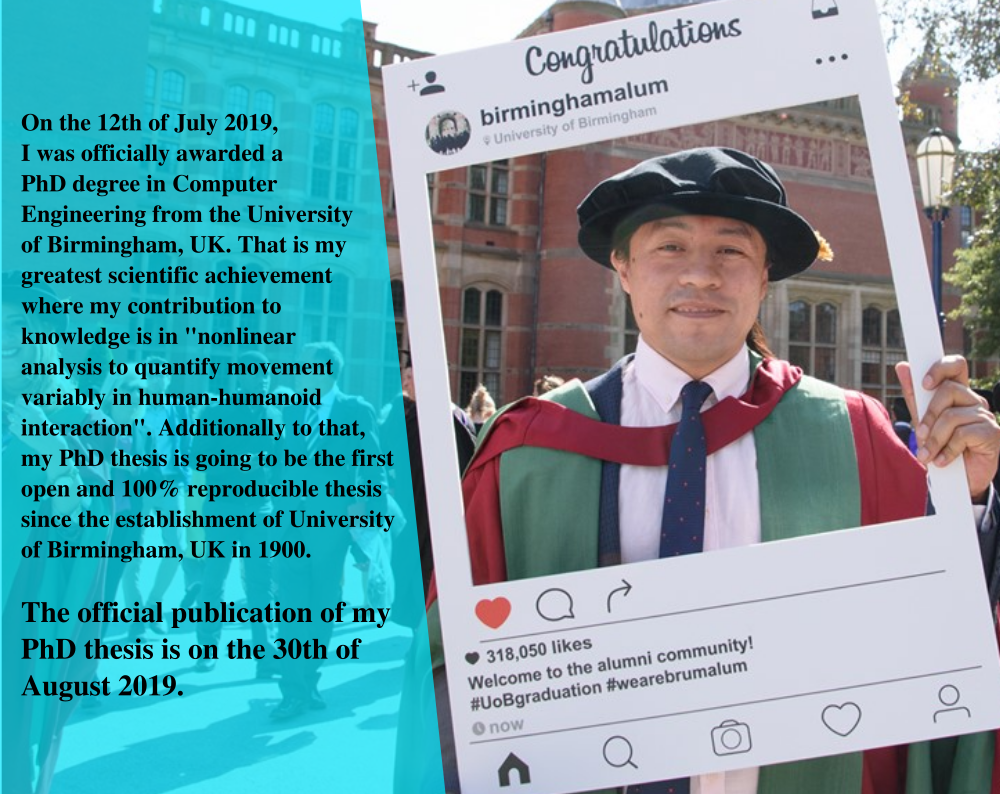 On the 12th of July 2019,
I was officially awarded a
PhD degree in Computer
Engineering from the University
of Birmingham, UK. That is my
greatest scientific achievement
where my contribution to
knowledge is in "nonlinear
analysis to quantify movement
variably in human-humanoid
interaction". Additionally to that,
my PhD thesis is going to be the first
open and 100% reproducible thesis
since the establishment of University
of Birmingham, UK in 1900.
The official publication of my
PhD thesis is on the 30th of
August 2019.
Congratulations
birminghamalum
University of Birmingham
318,050 likes
Welcome to the alumni community!
#UoBgraduation #wearebrumalum
now